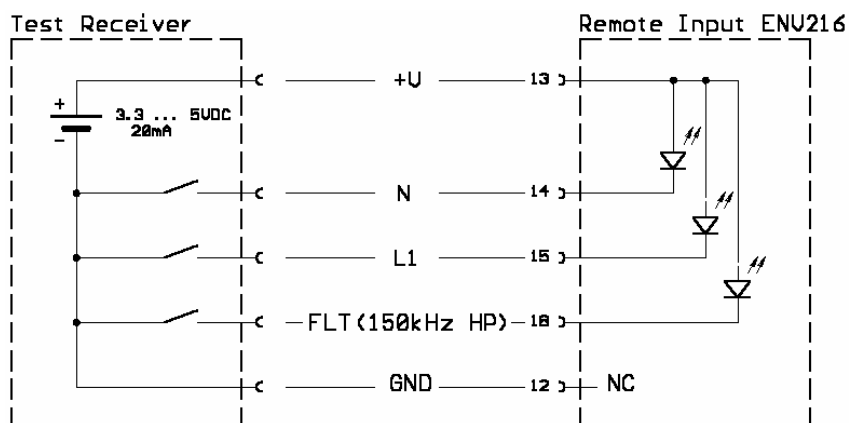 Test Receiver
Remote Input ENV216
+V
13
+
3.3 ... 5VDC
20mA
-
N
14
L1
15
FLT(150kHz HP)
18
GND
12
NC